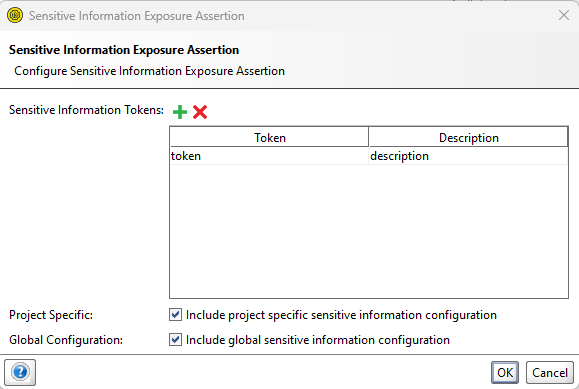 Sensitive Information Exposure Assertion
Sensitive Information Exposure Assertion
Configure Sensitive Information Exposure Assertion
Sensitive Information Tokens:
Token Description
token description
Project Specific: Include project specific sensitive information configuration
Global Configuration: Include global sensitive information configuration
? OK Cancel